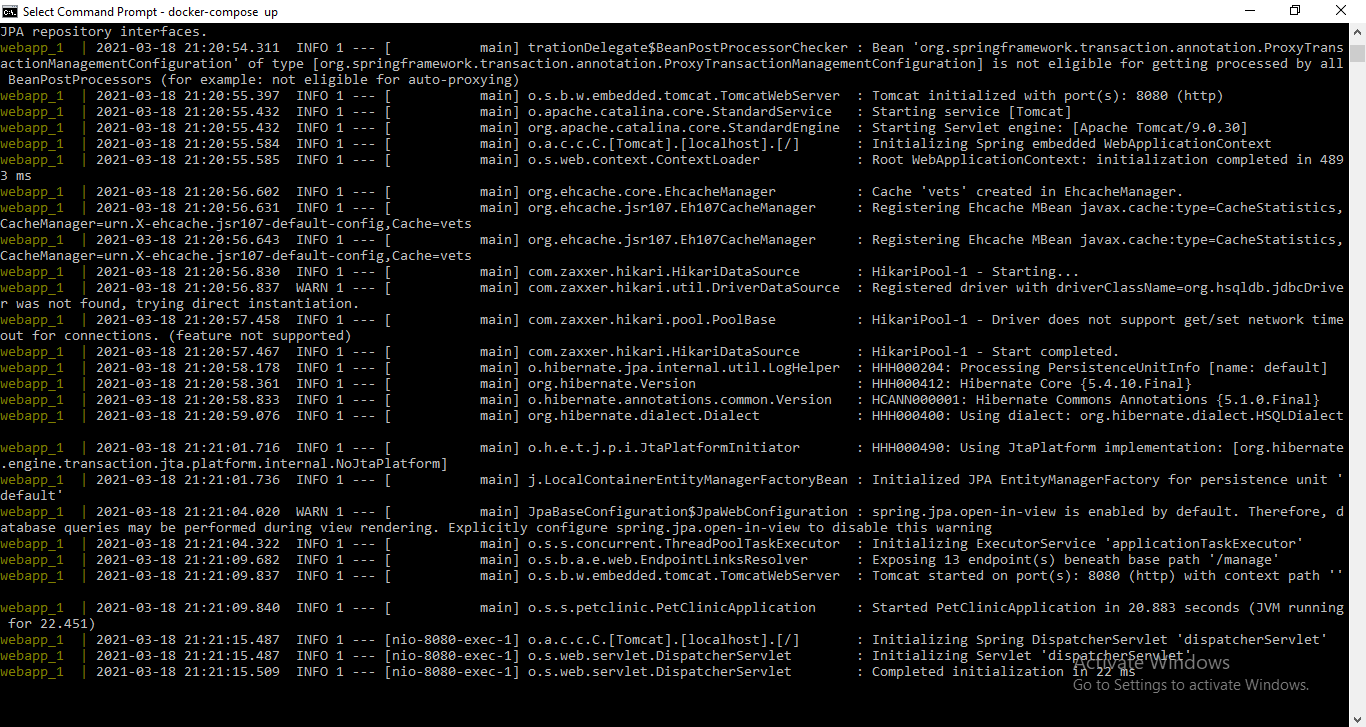 Select Command Prompt - docker-compose up
JPA repository interfaces.
webapp_1  | 2021-03-18 21:20:54.311  INFO 1 --- [           main] trationDelegate$BeanPostProcessorChecker : Bean 'org.springframework.transaction.annotation.ProxyTrans
actionManagementConfiguration' of type [org.springframework.transaction.annotation.ProxyTransactionManagementConfiguration] is not eligible for getting processed by all
 BeanPostProcessors (for example: not eligible for auto-proxying)
webapp_1  | 2021-03-18 21:20:55.397  INFO 1 --- [           main] o.s.b.w.embedded.tomcat.TomcatWebServer  : Tomcat initialized with port(s): 8080 (http)
webapp_1  | 2021-03-18 21:20:55.432  INFO 1 --- [           main] o.apache.catalina.core.StandardService   : Starting service [Tomcat]
webapp_1  | 2021-03-18 21:20:55.432  INFO 1 --- [           main] org.apache.catalina.core.StandardEngine  : Starting Servlet engine: [Apache Tomcat/9.0.30]
webapp_1  | 2021-03-18 21:20:55.584  INFO 1 --- [           main] o.a.c.c.C.[Tomcat].[localhost].[/]       : Initializing Spring embedded WebApplicationContext
webapp_1  | 2021-03-18 21:20:55.585  INFO 1 --- [           main] o.s.web.context.ContextLoader            : Root WebApplicationContext: initialization completed in 489
3 ms
webapp_1  | 2021-03-18 21:20:56.602  INFO 1 --- [           main] org.ehcache.core.EhcacheManager          : Cache 'vets' created in EhcacheManager.
webapp_1  | 2021-03-18 21:20:56.631  INFO 1 --- [           main] org.ehcache.jsr107.Eh107CacheManager     : Registering Ehcache MBean javax.cache:type=CacheStatistics,
CacheManager=urn.X-ehcache.jsr107-default-config,Cache=vets
webapp_1  | 2021-03-18 21:20:56.643  INFO 1 --- [           main] org.ehcache.jsr107.Eh107CacheManager     : Registering Ehcache MBean javax.cache:type=CacheStatistics,
CacheManager=urn.X-ehcache.jsr107-default-config,Cache=vets
webapp_1  | 2021-03-18 21:20:56.830  INFO 1 --- [           main] com.zaxxer.hikari.HikariDataSource       : HikariPool-1 - Starting...
webapp_1  | 2021-03-18 21:20:56.837  WARN 1 --- [           main] com.zaxxer.hikari.util.DriverDataSource  : Registered driver with driverClassName=org.hsqldb.jdbcDrive
r was not found, trying direct instantiation.
webapp_1  | 2021-03-18 21:20:57.458  INFO 1 --- [           main] com.zaxxer.hikari.pool.PoolBase          : HikariPool-1 - Driver does not support get/set network time
out for connections. (feature not supported)
webapp_1  | 2021-03-18 21:20:57.467  INFO 1 --- [           main] com.zaxxer.hikari.HikariDataSource       : HikariPool-1 - Start completed.
webapp_1  | 2021-03-18 21:20:58.178  INFO 1 --- [           main] o.hibernate.jpa.internal.util.LogHelper  : HHH000204: Processing PersistenceUnitInfo [name: default]
webapp_1  | 2021-03-18 21:20:58.361  INFO 1 --- [           main] org.hibernate.Version                    : HHH000412: Hibernate Core {5.4.10.Final}
webapp_1  | 2021-03-18 21:20:58.833  INFO 1 --- [           main] o.hibernate.annotations.common.Version   : HCANN000001: Hibernate Commons Annotations {5.1.0.Final}
webapp_1  | 2021-03-18 21:20:59.076  INFO 1 --- [           main] org.hibernate.dialect.Dialect            : HHH000400: Using dialect: org.hibernate.dialect.HSQLDialect
webapp_1  | 2021-03-18 21:21:01.716  INFO 1 --- [           main] o.h.e.t.j.p.i.JtaPlatformInitiator       : HHH000490: Using JtaPlatform implementation: [org.hibernate
.engine.transaction.jta.platform.internal.NoJtaPlatform]
webapp_1  | 2021-03-18 21:21:01.736  INFO 1 --- [           main] j.LocalContainerEntityManagerFactoryBean : Initialized JPA EntityManagerFactory for persistence unit '
default'
webapp_1  | 2021-03-18 21:21:04.020  WARN 1 --- [           main] JpaBaseConfiguration$JpaWebConfiguration : spring.jpa.open-in-view is enabled by default. Therefore, d
atabase queries may be performed during view rendering. Explicitly configure spring.jpa.open-in-view to disable this warning
webapp_1  | 2021-03-18 21:21:04.322  INFO 1 --- [           main] o.s.s.concurrent.ThreadPoolTaskExecutor  : Initializing ExecutorService 'applicationTaskExecutor'
webapp_1  | 2021-03-18 21:21:09.682  INFO 1 --- [           main] o.s.b.a.e.web.EndpointLinksResolver      : Exposing 13 endpoint(s) beneath base path '/manage'
webapp_1  | 2021-03-18 21:21:09.837  INFO 1 --- [           main] o.s.b.w.embedded.tomcat.TomcatWebServer  : Tomcat started on port(s): 8080 (http) with context path ''
webapp_1  | 2021-03-18 21:21:09.840  INFO 1 --- [           main] o.s.s.petclinic.PetClinicApplication     : Started PetClinicApplication in 20.883 seconds (JVM running
 for 22.451)
webapp_1  | 2021-03-18 21:21:15.487  INFO 1 --- [nio-8080-exec-1] o.a.c.c.C.[Tomcat].[localhost].[/]       : Initializing Spring DispatcherServlet 'dispatcherServlet'
webapp_1  | 2021-03-18 21:21:15.487  INFO 1 --- [nio-8080-exec-1] o.s.web.servlet.DispatcherServlet        : Initializing Servlet 'dispatcherServlet'
webapp_1  | 2021-03-18 21:21:15.509  INFO 1 --- [nio-8080-exec-1] o.s.web.servlet.DispatcherServlet        : Completed initialization in 22 ms
Activate Windows
Go to Settings to activate Windows.